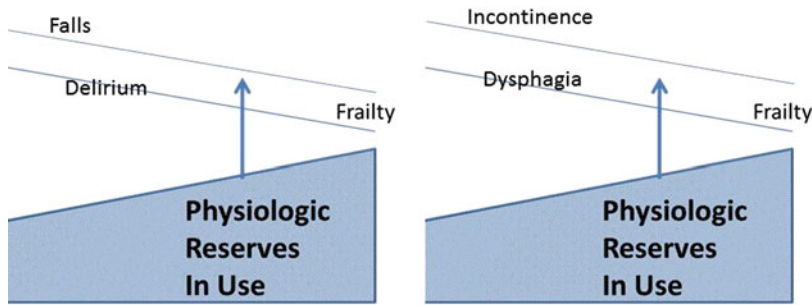 Falls
Delirium
Frailty
Physiologic
Reserves
In Use
Incontinence
Dysphagia
Frailty
Physiologic
Reserves
In Use